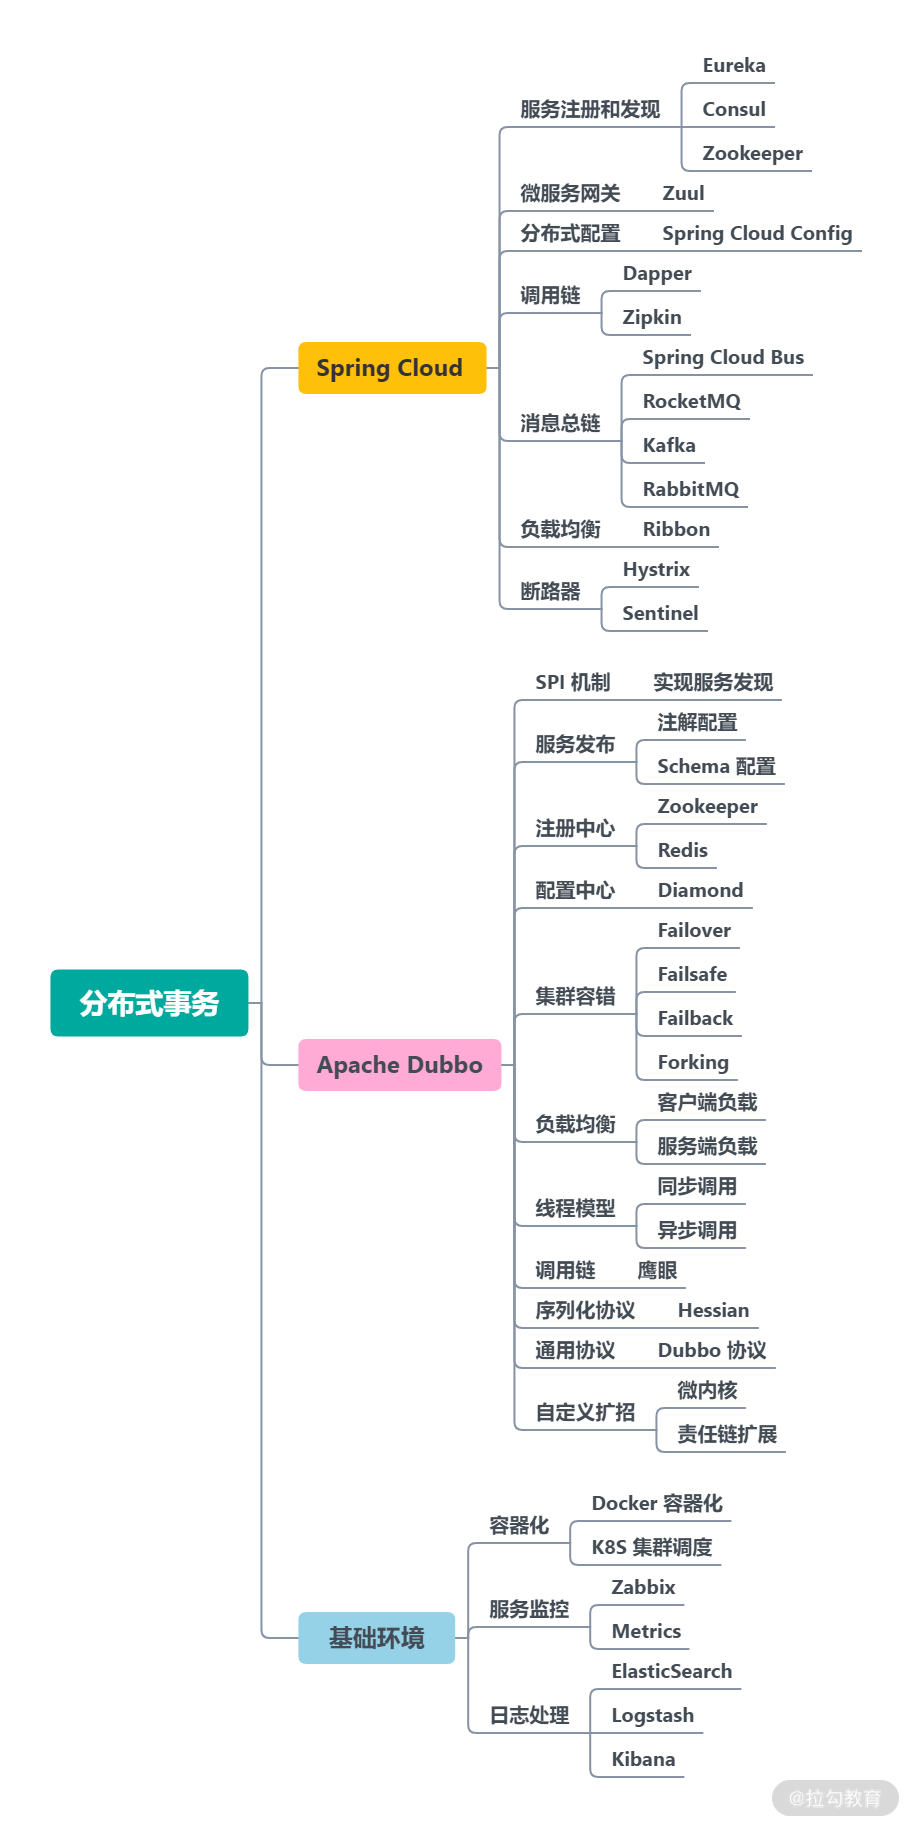 分布式事务
Spring Cloud
服务注册和发现
Eureka
Consul
Zookeeper
微服务网关
Zuul
分布式配置
Spring Cloud Config
调用链
Dapper
Zipkin
消息总链
Spring Cloud Bus
RocketMQ
Kafka
RabbitMQ
负载均衡
Ribbon
断路器
Hystrix
Sentinel
Apache Dubbo
SPI 机制
实现服务发现
服务发布
注解配置
Schema 配置
注册中心
Zookeeper
Redis
配置中心
Diamond
集群容错
Failover
Failsafe
Failback
Forking
负载均衡
客户端负载
服务端负载
线程模型
同步调用
异步调用
调用链
鹰眼
序列化协议
Hessian
通用协议
Dubbo 协议
自定义扩招
微内核
责任链扩展
基础环境
容器化
Docker 容器化
K8S 集群调度
服务监控
Zabbix
Metrics
日志处理
ElasticSearch
Logstash
Kibana
@拉勾教育